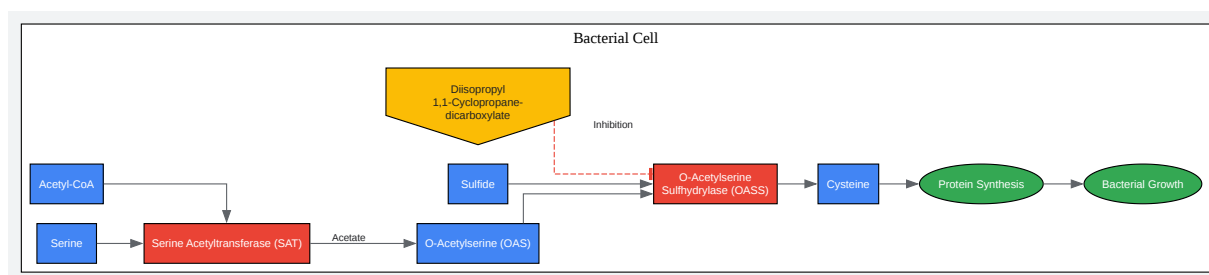 Bacterial Cell
Diisopropyl
1,1-Cyclopropane-
dicarboxylate
Inhibition
Acetyl-CoA
Sulfide
O-Acetylserine
Sulfhydrylase (OASS)
Cysteine
Protein Synthesis
Bacterial Growth
Serine
Serine Acetyltransferase (SAT)
Acetate
O-Acetylserine (OAS)